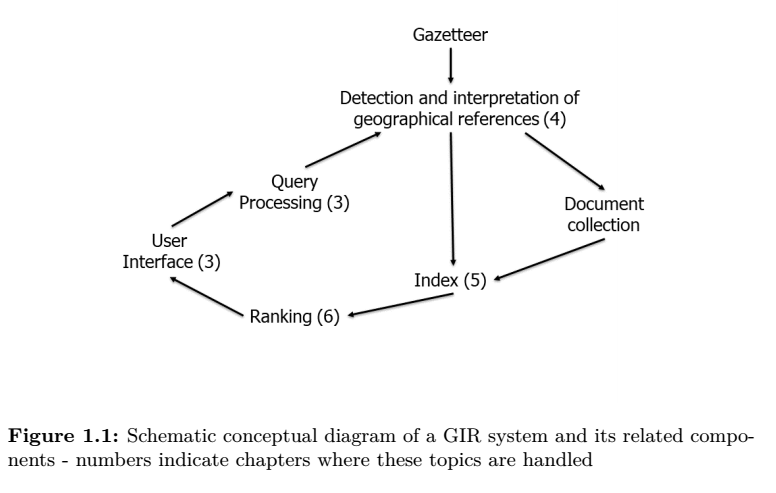 Gazetteer
Detection and interpretation of
geographical references (4)
Query
Processing (3)
Document
collection
User
Interface (3)
Index (5)
Ranking (6)
Figure 1.1: Schematic conceptual diagram of a GIR system and its related compo-
nents - numbers indicate chapters where these topics are handled